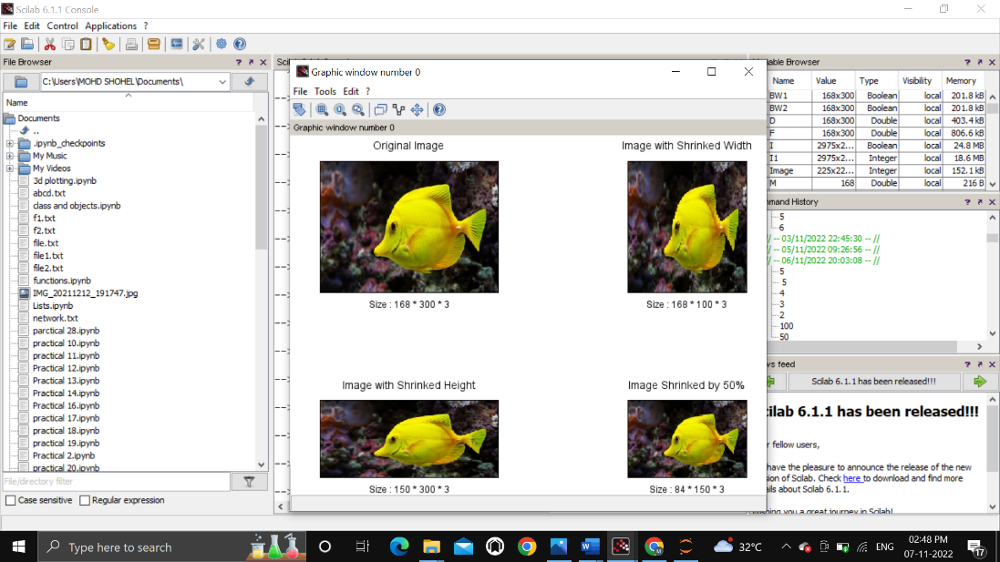 Scilab 6.1.1 Console
File Edit Control Applications ?
File Browser
C:\Users\MOHD SHOHEL\Documents\
Name
Documents
..
.ipynb_checkpoints
My Music
My Videos
3d plotting.ipynb
abcd.txt
class and objects.ipynb
f1.txt
f2.txt
file.txt
file1.txt
file2.txt
functions.ipynb
IMG_20211212_191747.jpg
Lists.ipynb
network.txt
parctical 28.ipynb
practical 10.ipynb
practical 11.ipynb
Practical 12.ipynb
Practical 13.ipynb
Practical 14.ipynb
Practical 16.ipynb
practical 17.ipynb
practical 18.ipynb
practical 19.ipynb
Practical 2.ipynb
practical 20.ipynb
File/directory filter
Case sensitive Regular expression
Graphic window number 0
File Tools Edit ?
Graphic window number 0
Original Image
Image with Shrinked Width
Size : 168 * 300 * 3
Size : 168 * 100 * 3
Image with Shrinked Height
Image Shrinked by 50%
Size : 150 * 300 * 3
Size : 84 * 150 * 3
Browser
Name Value Type Visibility Memory
BW1 168x300 Boolean local 201.8 kB
BW2 168x300 Boolean local 201.8 kB
D 168x300 Double local 403.4 kB
F 168x300 Double local 806.6 kB
I 2975x2... Boolean local 24.8 MB
I1 2975x2... Integer local 18.6 MB
Image 225x22... Integer local 152.1 kB
M 168 Double local 216 B
mmand History
5
6
// -- 03/11/2022 22:45:30 -- //
// -- 05/11/2022 09:26:56 -- //
// -- 06/11/2022 20:03:08 -- //
5
5
4
3
2
100
50
ws feed
Scilab 6.1.1 has been released!!!
cilab 6.1.1 has been released!!!
r fellow users,
have the pleasure to announce the release of the new
sion of Scilab. Check here to download and find more
ails about Scilab 6.1.1.
shing you a great journey in Scilab!
Type here to search
32°C
ENG
02:48 PM
07-11-2022
17